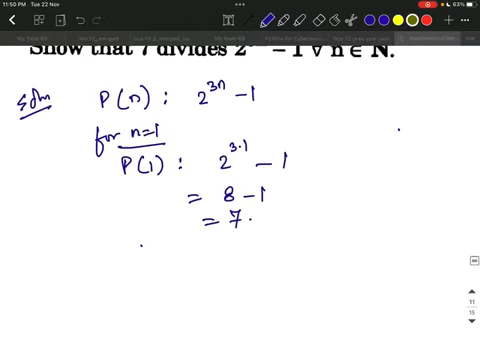 11:50 PM Tue 22 Nov
63%
Show that 7 divides 2 – 1 ∀ n ∈ N.
Soln P(n) : 2^{3n} - 1
for n=1
P(1) : 2^{3·1} - 1
= 8 - 1
= 7.
11
15